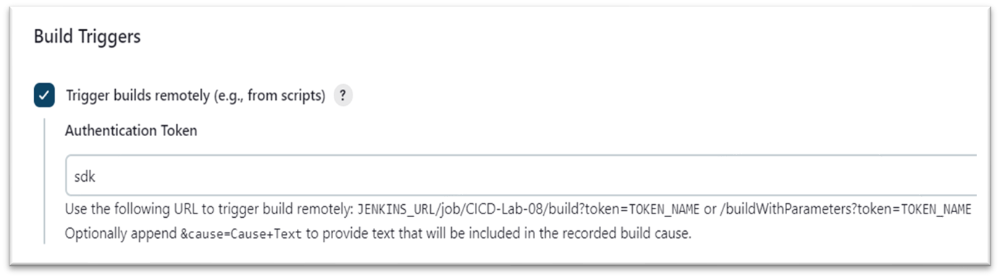 Build Triggers
Trigger builds remotely (e.g., from scripts) ?
Authentication Token
sdk
Use the following URL to trigger build remotely: JENKINS_URL/job/CICD-Lab-08/build?token=TOKEN_NAME or /buildWithParameters?token=TOKEN_NAME
Optionally append &cause=Cause+Text to provide text that will be included in the recorded build cause.